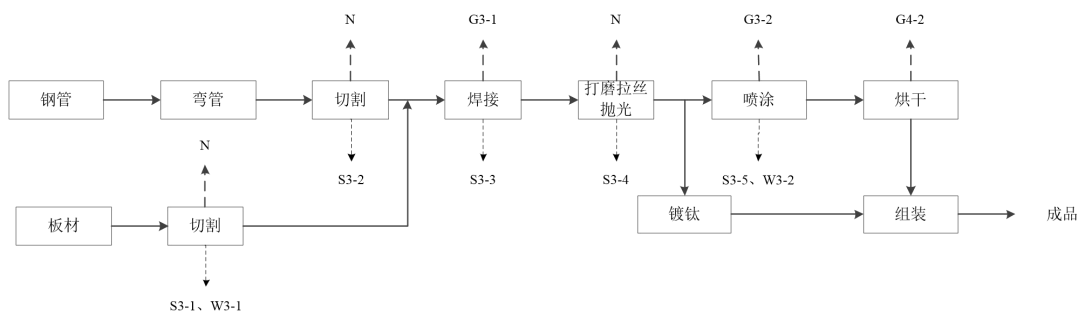 N
G3-1
N
G3-2
G4-2
钢管
弯管
切割
焊接
打磨拉丝
抛光
喷涂
烘干
N
S3-2
S3-3
S3-4
S3-5、W3-2
板材
切割
镀钛
组装
成品
S3-1、W3-1